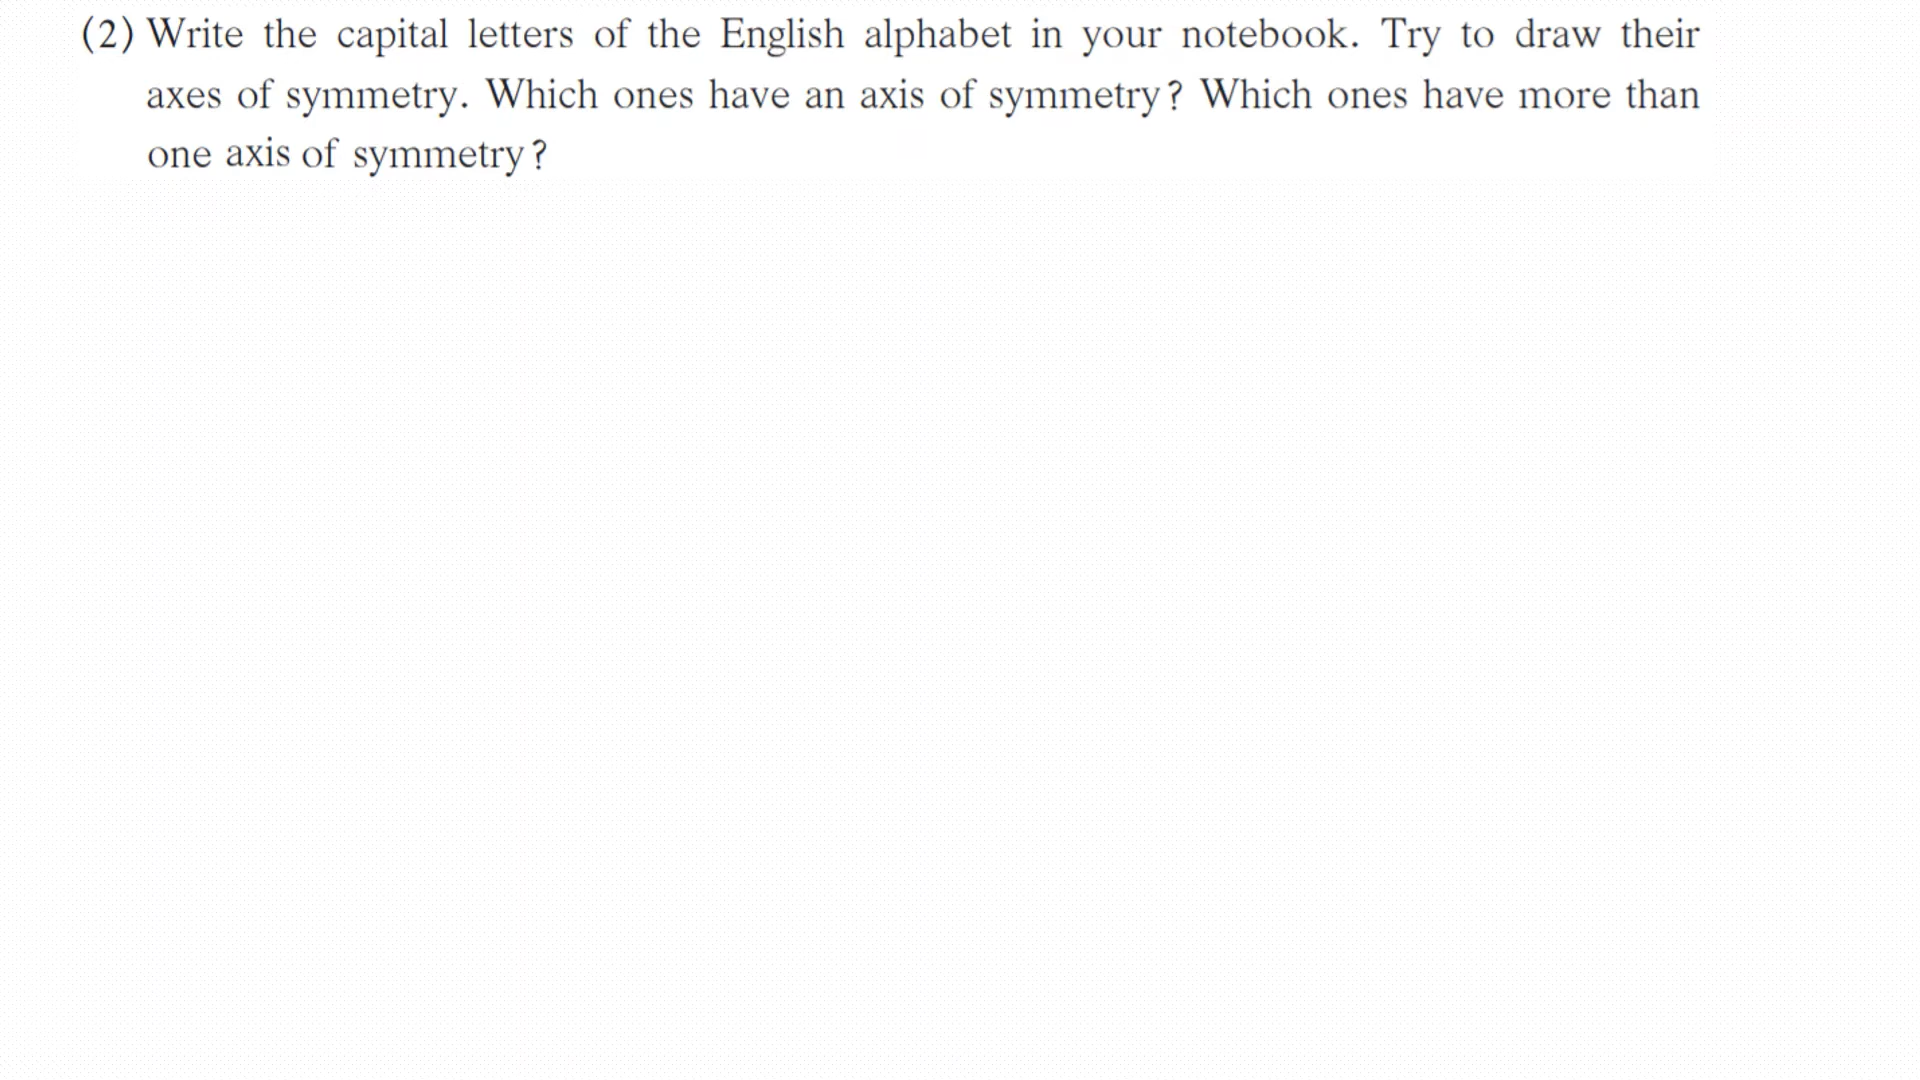 (2) Write the capital letters of the English alphabet in your notebook. Try to draw their
axes of symmetry. Which ones have an axis of symmetry? Which ones have more than
one axis of symmetry?